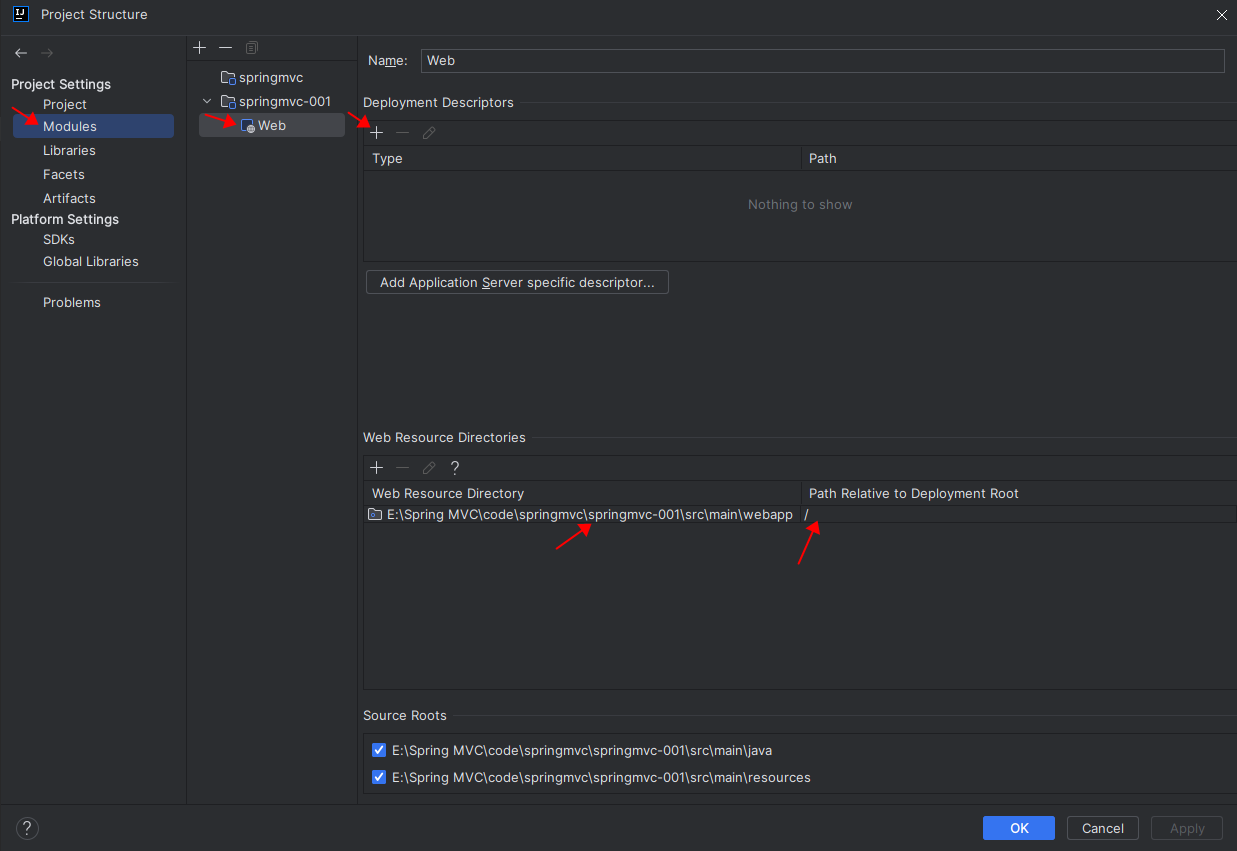 Project Structure
Project Settings
Project
Modules
Libraries
Facets
Artifacts
Platform Settings
SDKs
Global Libraries
Problems
springmvc
springmvc-001
Web
Name: Web
Deployment Descriptors
Type Path
Nothing to show
Add Application Server specific descriptor...
Web Resource Directories
?
Web Resource Directory Path Relative to Deployment Root
E:\Spring MVC\code\springmvc\springmvc-001\src\main\webapp /
Source Roots
E:\Spring MVC\code\springmvc\springmvc-001\src\main\java
E:\Spring MVC\code\springmvc\springmvc-001\src\main\resources
? OK Cancel Apply